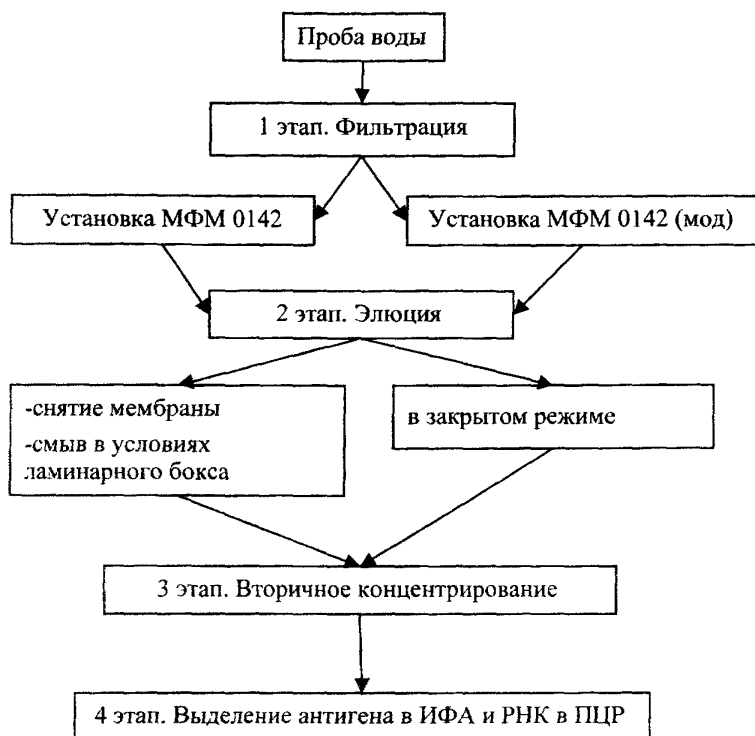 Проба воды
1 этап. Фильтрация
Установка МФМ 0142
Установка МФМ 0142 (мод)
2 этап. Элюция
-снятие мембраны
-смыв в условиях
ламинарного бокса
в закрытом режиме
3 этап. Вторичное концентрирование
4 этап. Выделение антигена в ИФА и РНК в ПЦР